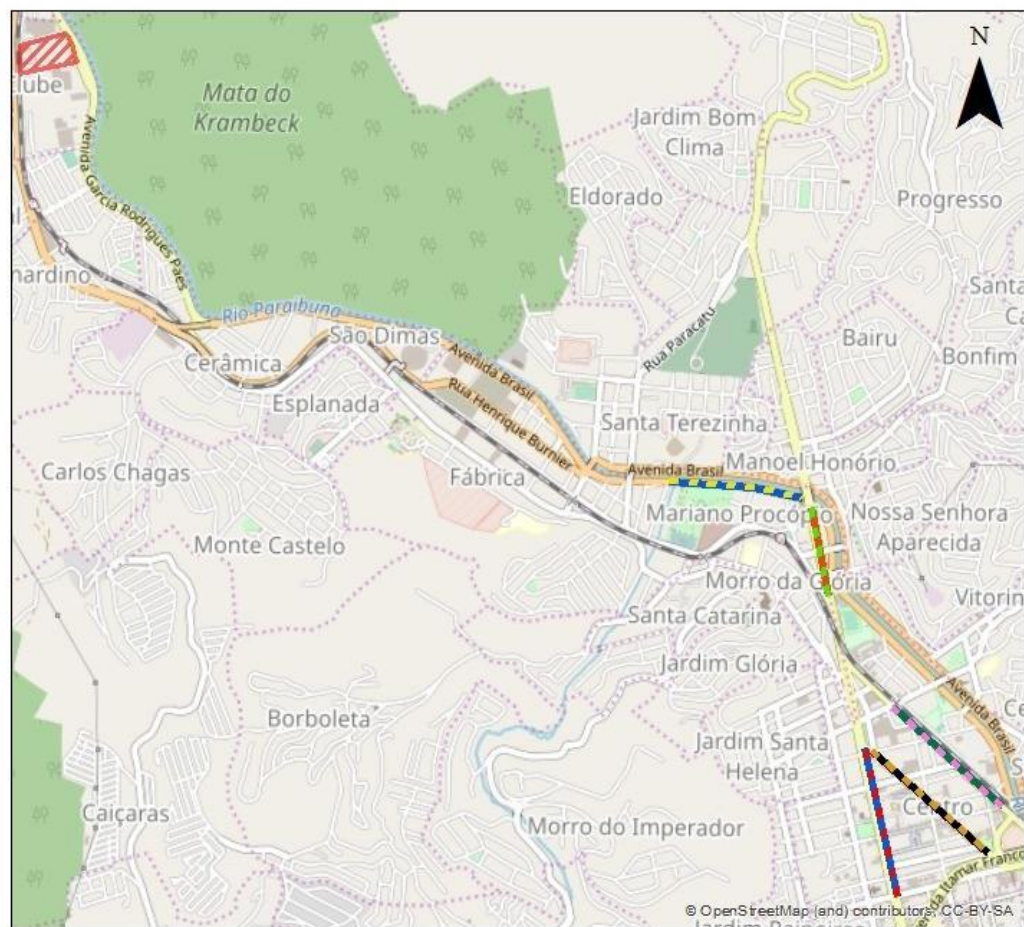 N
Mata do
Krambeck
Jardim Bom
Clima
Eldorado
Progresso
Avenida Garcia Rodrigues Paes
Rio Paraibuna
São Dimas
Cerâmica
Avenida Brasil
Rua Paracatu
Bairu
Bonfim
Santa
Esplanada
Rua Henrique Burnier
Santa Terezinha
Carlos Chagas
Fábrica
Avenida Brasil
Manoel Honório
Mariano Procópio
Nossa Senhora
Aparecida
Monte Castelo
Morro da Glória
Santa Catarina
Jardim Glória
Borboleta
Avenida Brasil
Jardim Santa
Helena
Caiçaras
Centro
Morro do Imperador
© OpenStreetMap (and) contributors, CC-BY-SA